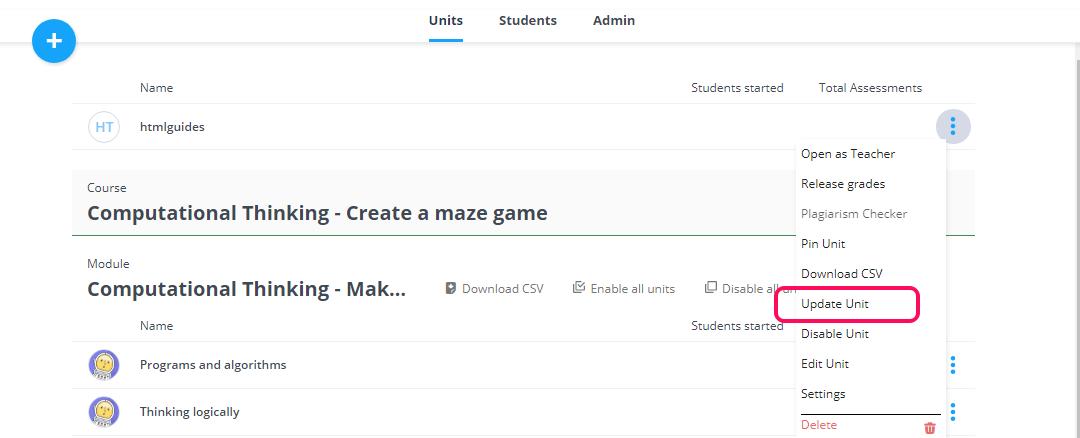 Units Students Admin
+
Name Students started Total Assessments
HT htmlguides
Open as Teacher
Release grades
Plagiarism Checker
Pin Unit
Download CSV
Update Unit
Disable Unit
Edit Unit
Settings
Delete
Course
Computational Thinking - Create a maze game
Module
Computational Thinking - Mak... Download CSV Enable all units Disable all un
Name Students started
Programs and algorithms
Thinking logically